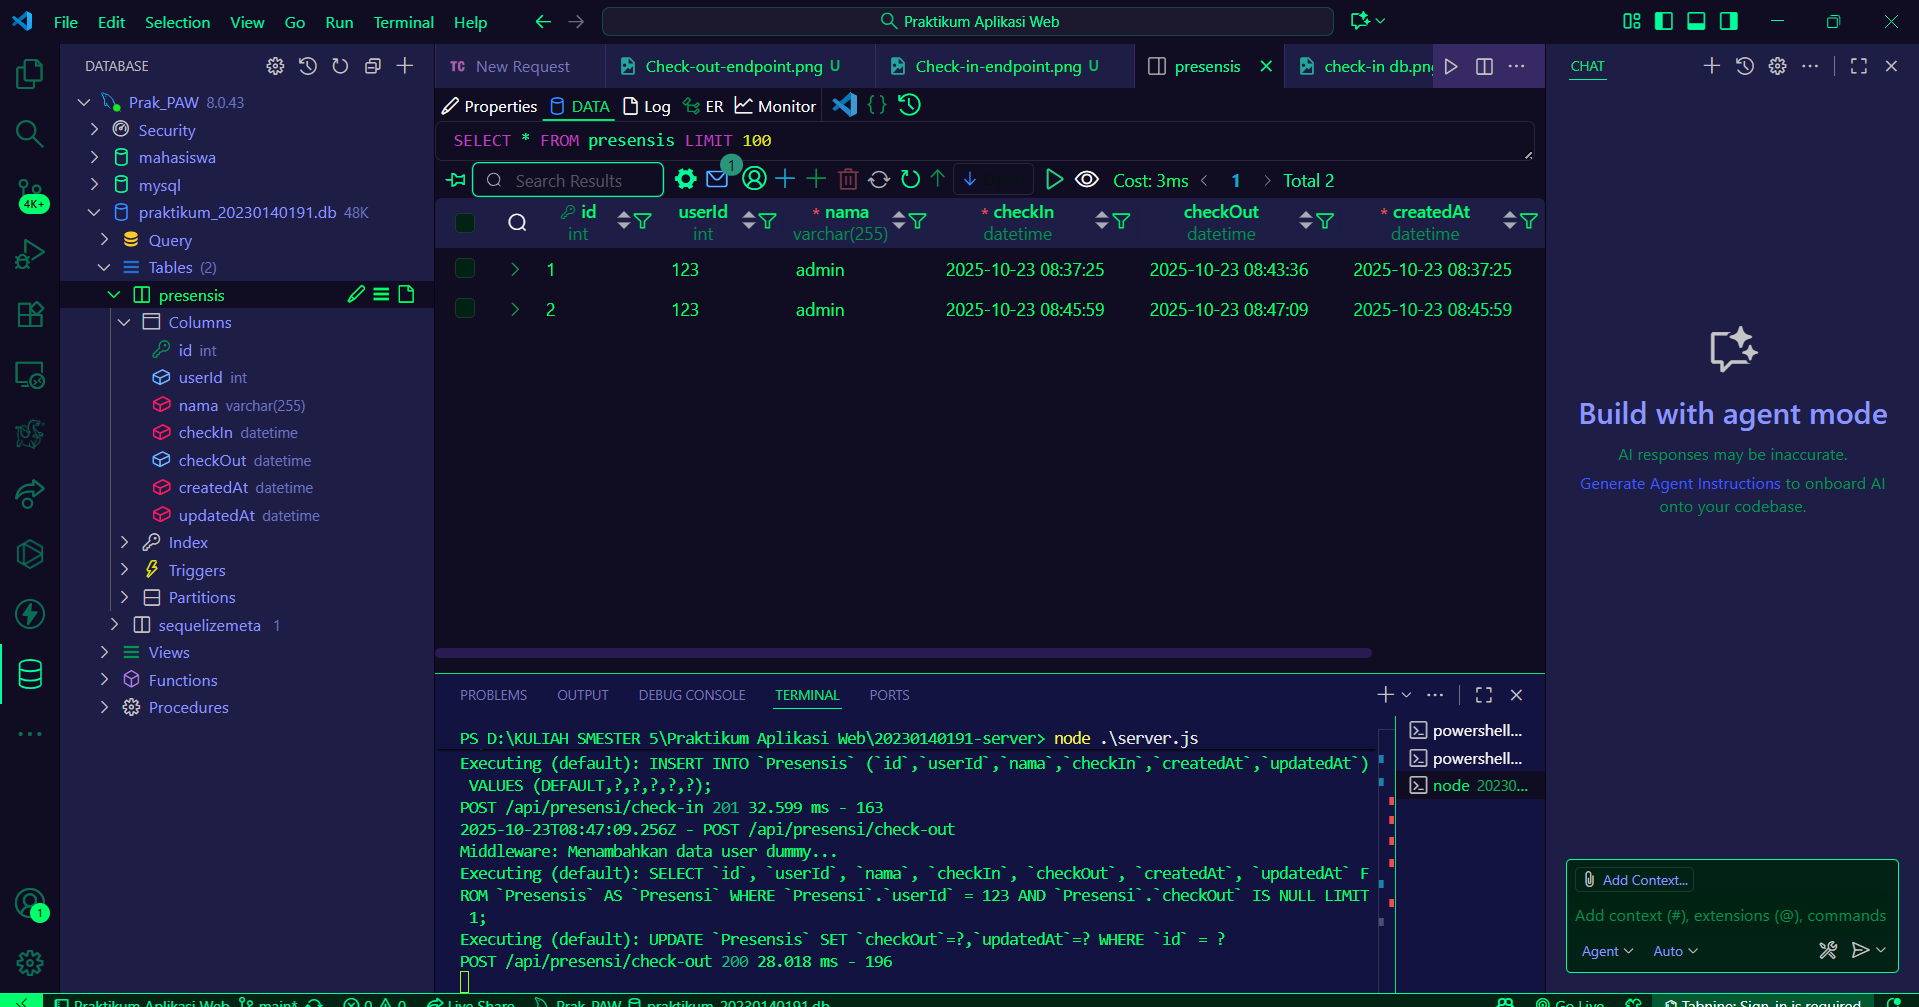 File Edit Selection View Go Run Terminal Help
Praktikum Aplikasi Web
DATABASE
Prak_PAW 8.0.43
Security
mahasiswa
mysql
praktikum_20230140191.db 48K
Query
Tables (2)
presensis
Columns
id int
userId int
nama varchar(255)
checkIn datetime
checkOut datetime
createdAt datetime
updatedAt datetime
Index
Triggers
Partitions
sequelizemeta 1
Views
Functions
Procedures
4K+
1
TC New Request
Check-out-endpoint.png U
Check-in-endpoint.png U
presensis
check-in db.png
Properties DATA Log ER Monitor { }
SELECT * FROM presensis LIMIT 100
Search Results
1
Cost: 3ms < 1 > Total 2
id userId * nama * checkIn checkOut * createdAt
int int varchar(255) datetime datetime datetime
1 123 admin 2025-10-23 08:37:25 2025-10-23 08:43:36 2025-10-23 08:37:25
2 123 admin 2025-10-23 08:45:59 2025-10-23 08:47:09 2025-10-23 08:45:59
PROBLEMS OUTPUT DEBUG CONSOLE TERMINAL PORTS
PS D:\KULIAH SMESTER 5\Praktikum Aplikasi Web\20230140191-server> node .\server.js
Executing (default): INSERT INTO `Presensis` (`id`,`userId`,`nama`,`checkIn`,`createdAt`,`updatedAt`)
VALUES (DEFAULT,?,?,?,?,?);
POST /api/presensi/check-in 201 32.599 ms - 163
2025-10-23T08:47:09.256Z - POST /api/presensi/check-out
Middleware: Menambahkan data user dummy...
Executing (default): SELECT `id`, `userId`, `nama`, `checkIn`, `checkOut`, `createdAt`, `updatedAt` F
ROM `Presensis` AS `Presensi` WHERE `Presensi`.`userId` = 123 AND `Presensi`.`checkOut` IS NULL LIMIT
1;
Executing (default): UPDATE `Presensis` SET `checkOut`=?,`updatedAt`=? WHERE `id` = ?
POST /api/presensi/check-out 200 28.018 ms - 196
powershell...
powershell...
node 20230...
CHAT
Build with agent mode
AI responses may be inaccurate.
Generate Agent Instructions to onboard AI
onto your codebase.
Add Context...
Add context (#), extensions (@), commands
Agent Auto
Praktikum Aplikasi Web main* 0 0 Live Share Prak_PAW praktikum_20230140191.db Go Live Tabnine: Sign-in is required